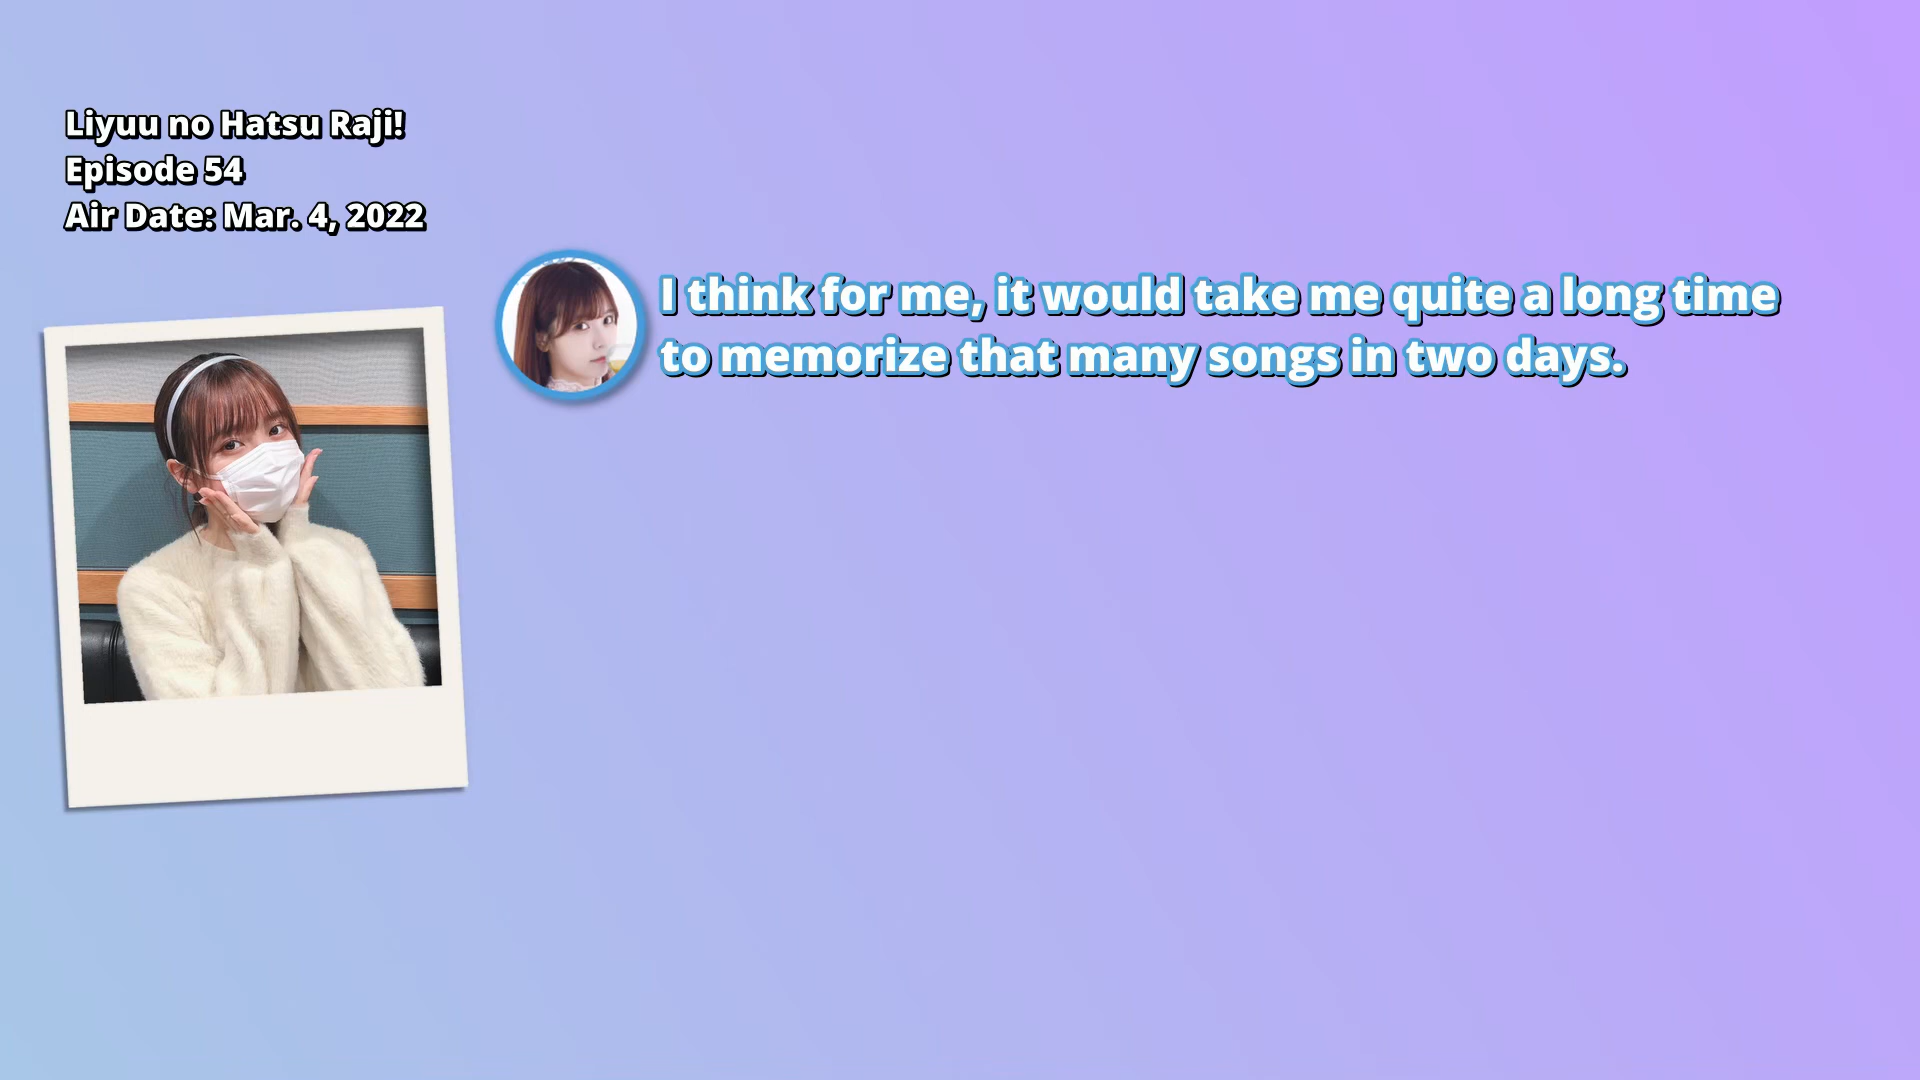 Liyuu no Hatsu Raji!
Episode 54
Air Date: Mar. 4, 2022
I think for me, it would take me quite a long time
to memorize that many songs in two days.